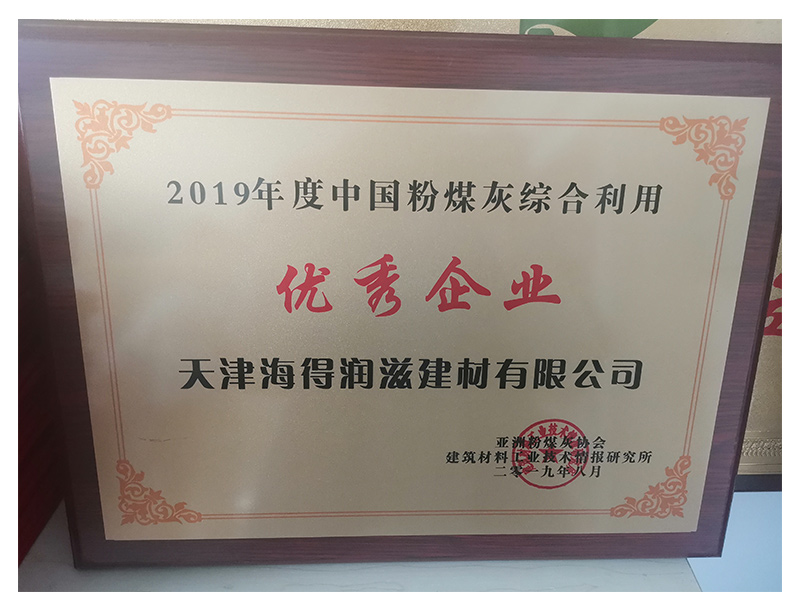 2019年度中国粉煤灰综合利用
优秀企业
天津海得润滋建材有限公司
亚洲粉煤灰协会
建筑材料工业技术情报研究所
二零一九年八月